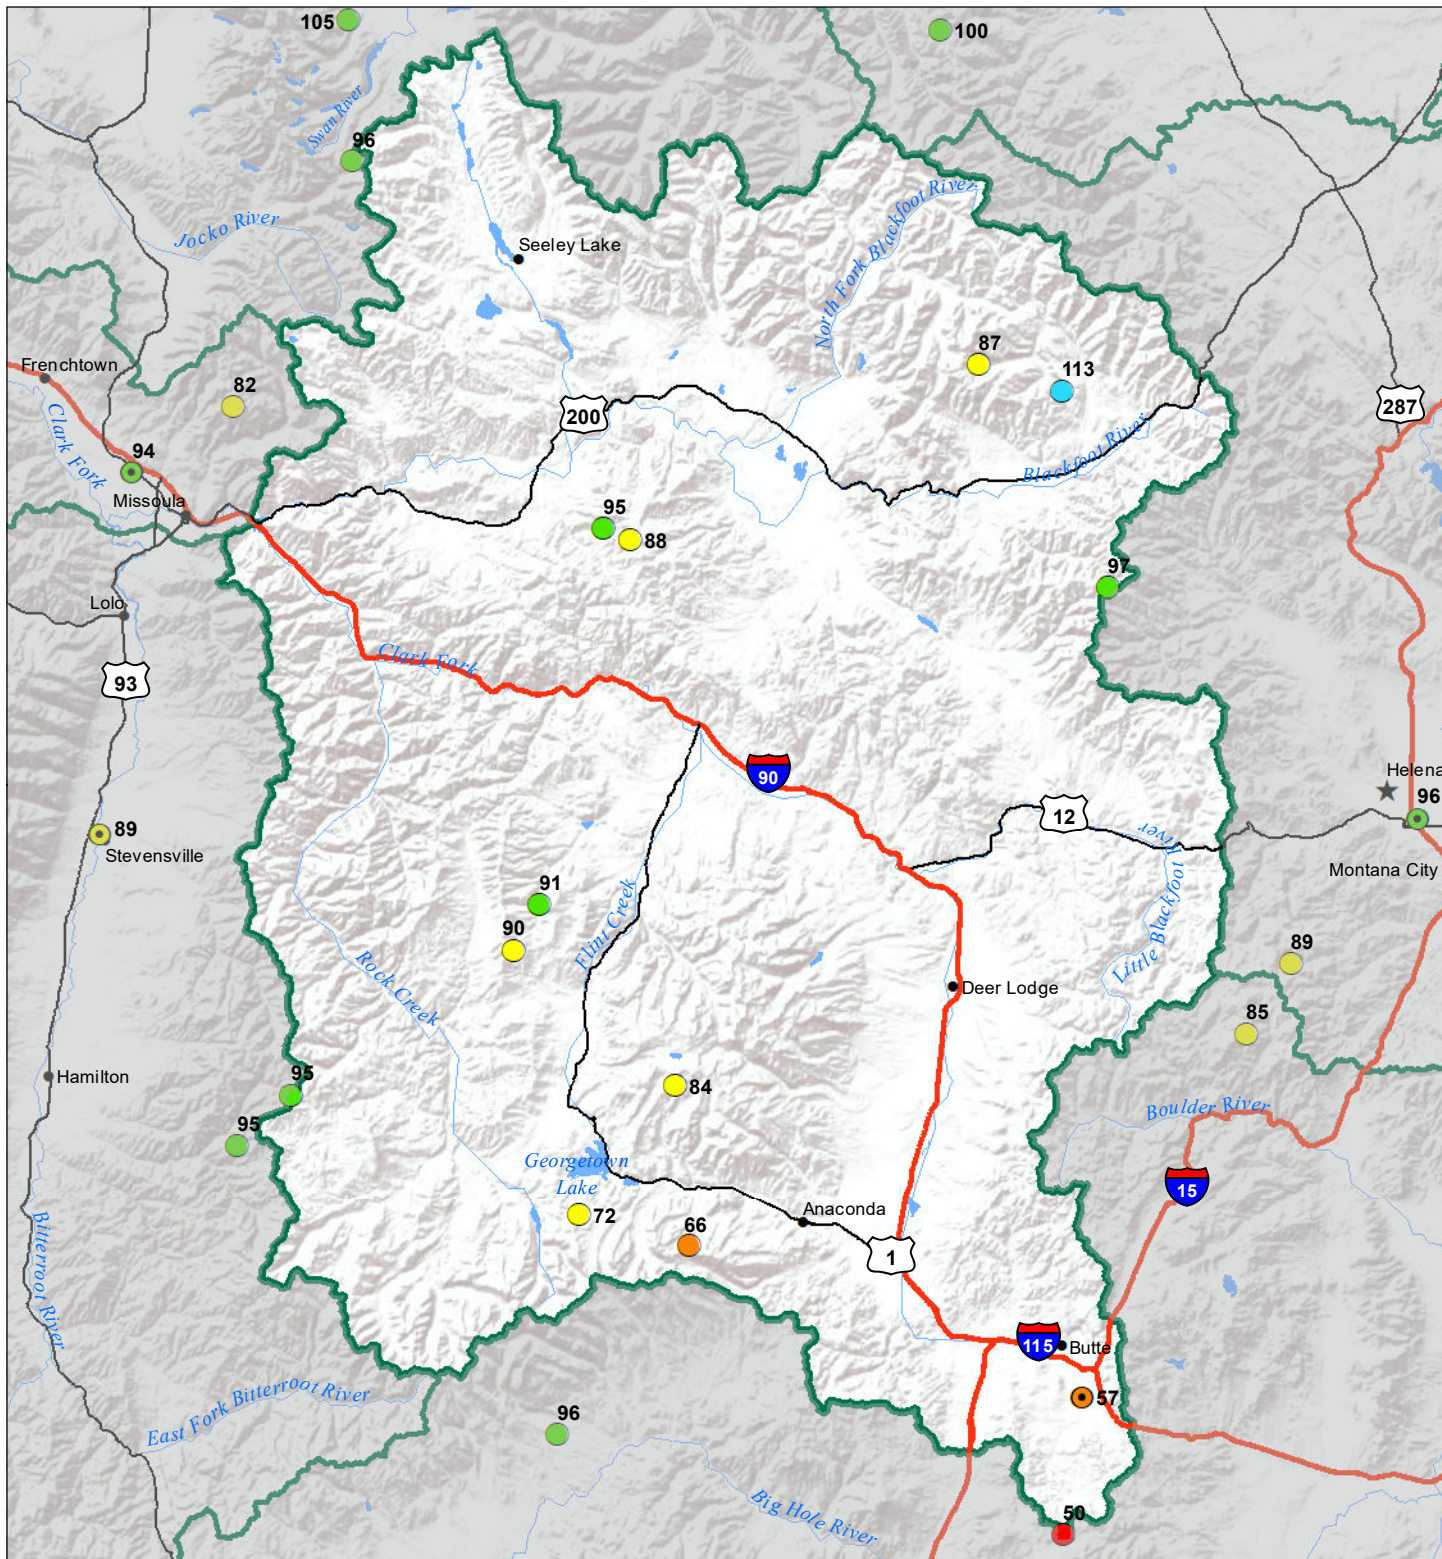 105
100
Swan River
96
Jocko River
North Fork Blackfoot River
Seeley Lake
87
113
Frenchtown
82
200
287
Clark Fork
94
Blackfoot River
Missoula
95
88
97
Lolo
Clark Fork
93
90
Helena
96
12
Little Blackfoot River
89
Stevensville
Montana City
91
Flint Creek
90
89
Rock Creek
Deer Lodge
85
Hamilton
84
95
Boulder River
95
Georgetown
Lake
15
72
Anaconda
66
1
Bitterroot River
115
Butte
57
East Fork Bitterroot River
96
Big Hole River
50